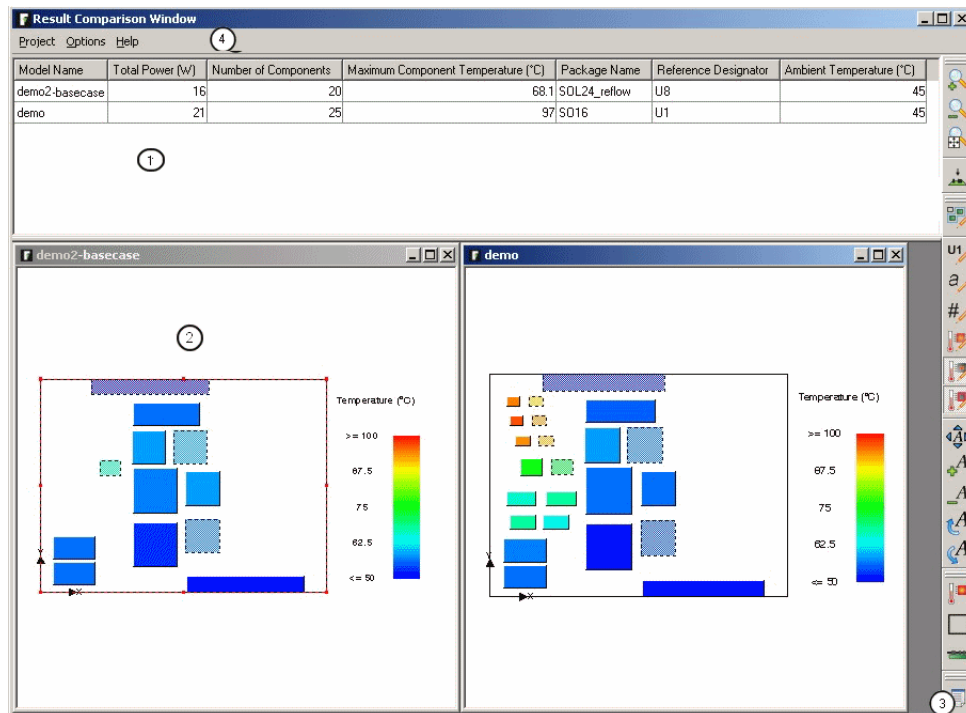 Result Comparison Window
Project Options Help
4
Model Name Total Power (W) Number of Components Maximum Component Temperature (°C) Package Name Reference Designator Ambient Temperature (°C)
demo2-basecase 16 20 68.1 SOL24_reflow U8 45
demo 21 25 97 SO16 U1 45
1
demo2-basecase
2
Temperature (°C)
>= 100
67.5
75
62.5
<= 50
Y
X
demo
Temperature (°C)
>= 100
67.5
75
62.5
<= 50
Y
X
U1
a
#
A
A
A
A
A
3